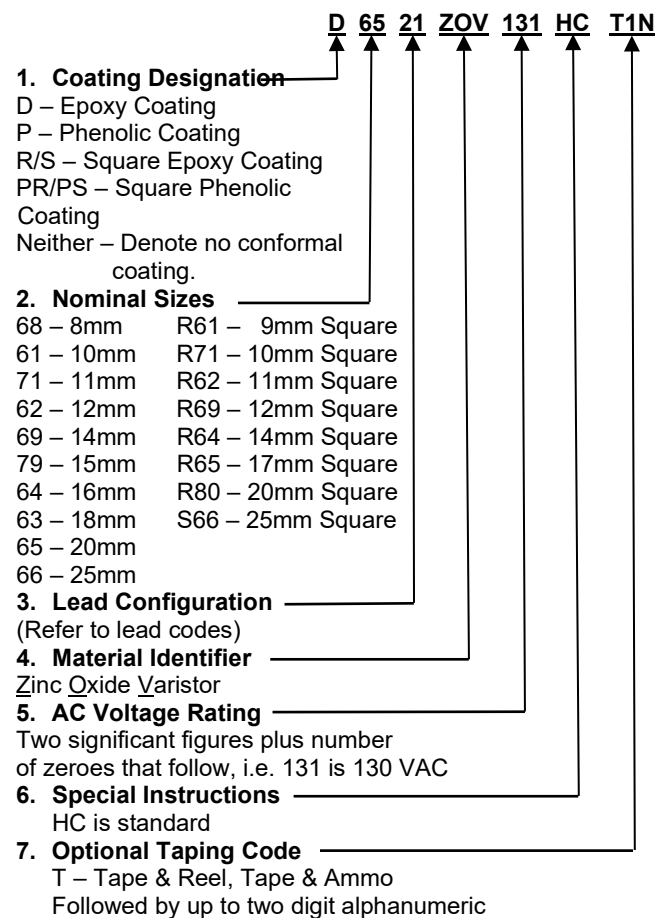 D 65 21 ZOV 131 HC T1N
1. Coating Designation
D – Epoxy Coating
P – Phenolic Coating
R/S – Square Epoxy Coating
PR/PS – Square Phenolic
Coating
Neither – Denote no conformal
coating.
2. Nominal Sizes
68 – 8mm R61 – 9mm Square
61 – 10mm R71 – 10mm Square
71 – 11mm R62 – 11mm Square
62 – 12mm R69 – 12mm Square
69 – 14mm R64 – 14mm Square
79 – 15mm R65 – 17mm Square
64 – 16mm R80 – 20mm Square
63 – 18mm S66 – 25mm Square
65 – 20mm
66 – 25mm
3. Lead Configuration
(Refer to lead codes)
4. Material Identifier
Zinc Oxide Varistor
5. AC Voltage Rating
Two significant figures plus number
of zeroes that follow, i.e. 131 is 130 VAC
6. Special Instructions
HC is standard
7. Optional Taping Code
T – Tape & Reel, Tape & Ammo
Followed by up to two digit alphanumeric